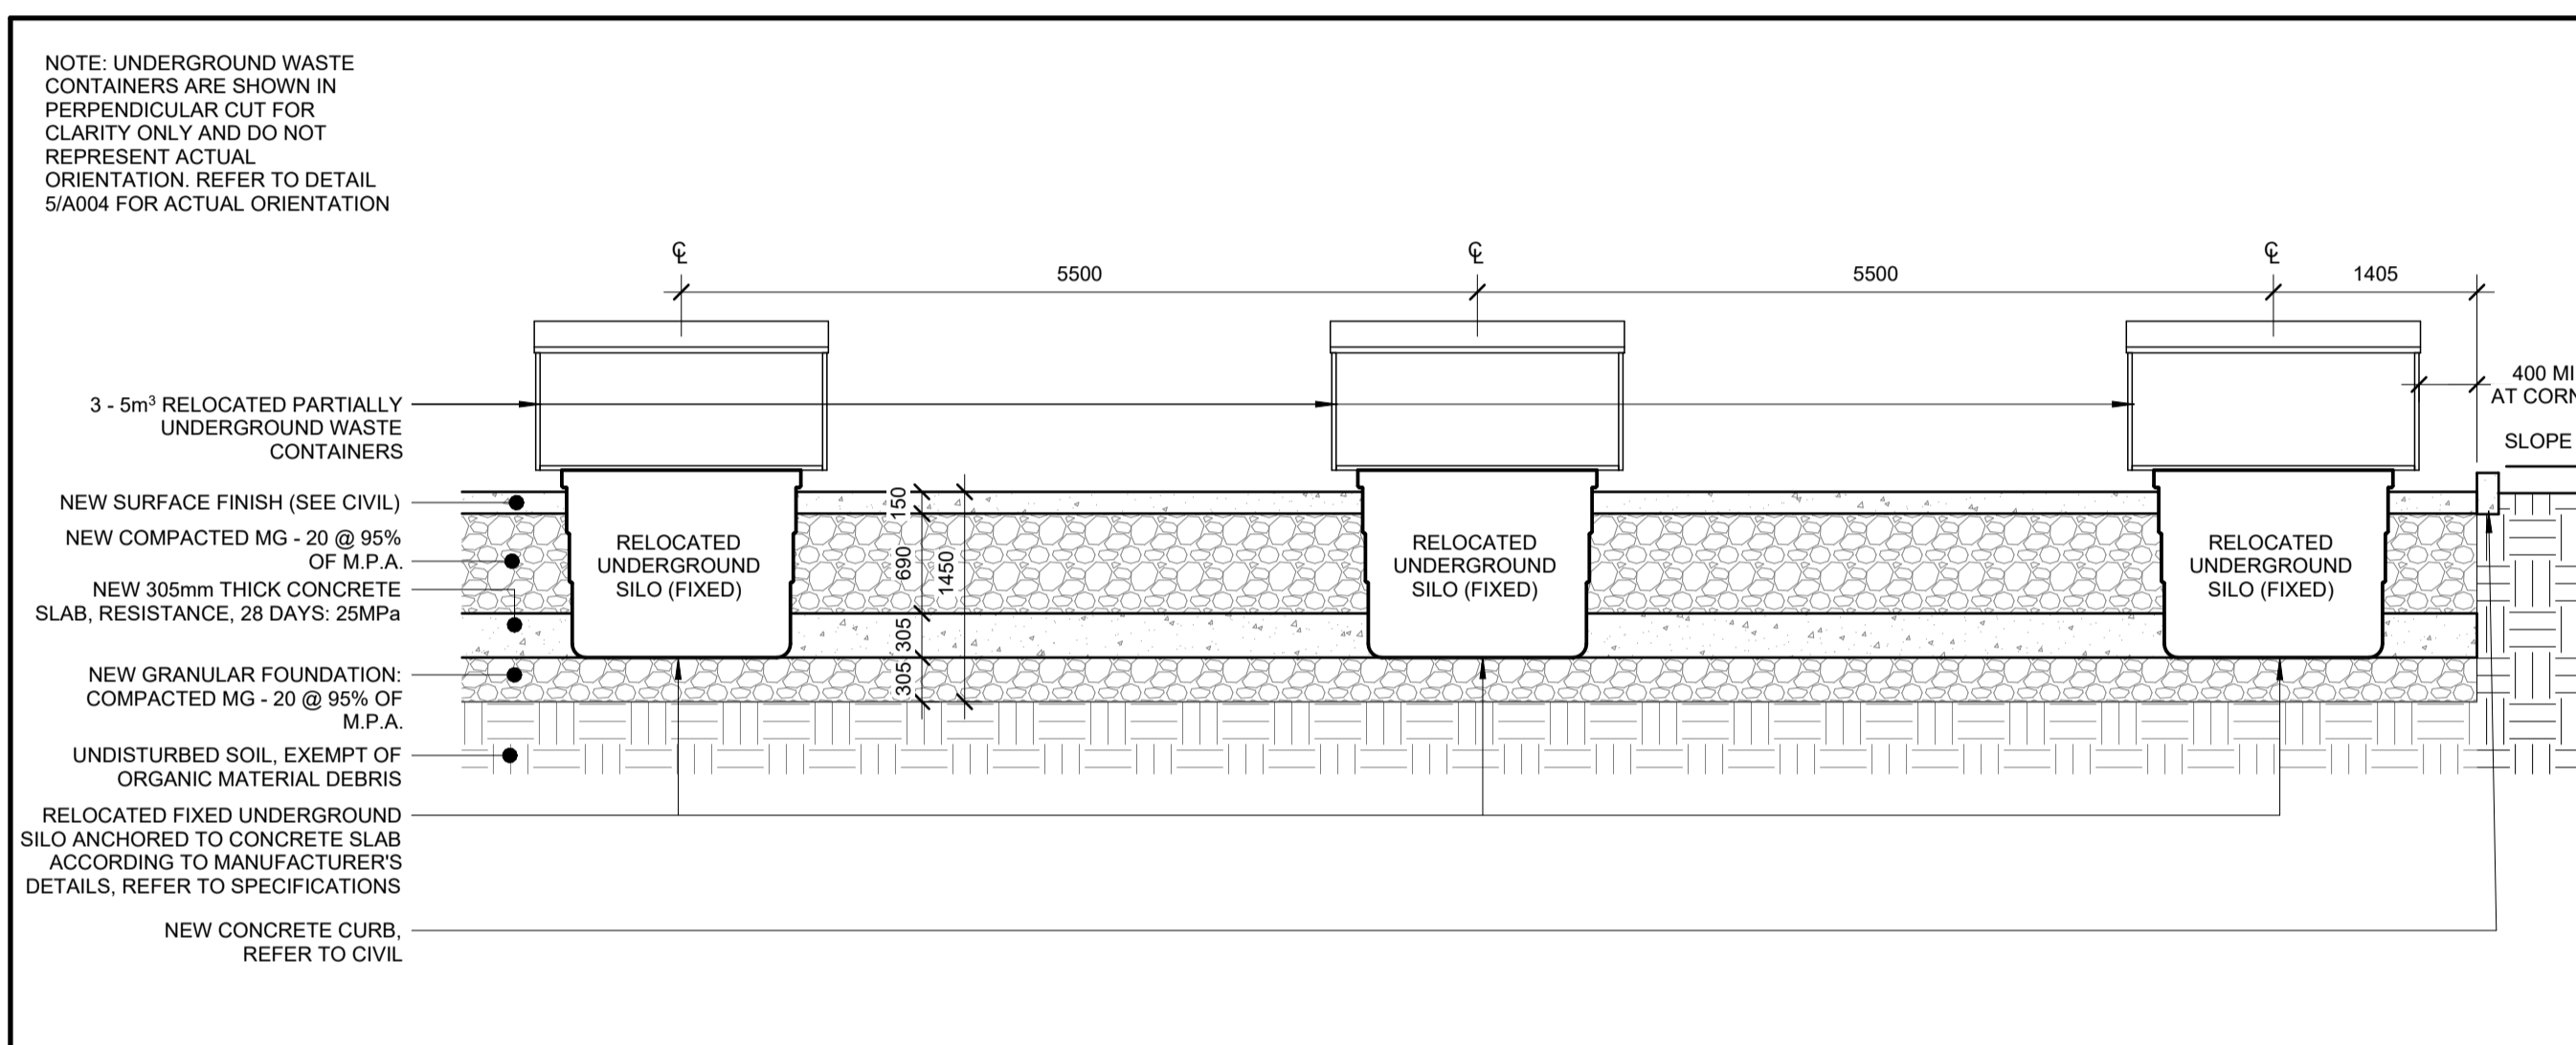 NOTE: UNDERGROUND WASTE
CONTAINERS ARE SHOWN IN
PERPENDICULAR CUT FOR
CLARITY ONLY AND DO NOT
REPRESENT ACTUAL
ORIENTATION. REFER TO DETAIL
5/A004 FOR ACTUAL ORIENTATION
℄ ℄ ℄
5500 5500 1405
400 MI
AT CORN
SLOPE
3 - 5m³ RELOCATED PARTIALLY
UNDERGROUND WASTE
CONTAINERS
NEW SURFACE FINISH (SEE CIVIL)
NEW COMPACTED MG - 20 @ 95%
OF M.P.A.
NEW 305mm THICK CONCRETE
SLAB, RESISTANCE, 28 DAYS: 25MPa
NEW GRANULAR FOUNDATION:
COMPACTED MG - 20 @ 95% OF
M.P.A.
UNDISTURBED SOIL, EXEMPT OF
ORGANIC MATERIAL DEBRIS
RELOCATED FIXED UNDERGROUND
SILO ANCHORED TO CONCRETE SLAB
ACCORDING TO MANUFACTURER'S
DETAILS, REFER TO SPECIFICATIONS
NEW CONCRETE CURB,
REFER TO CIVIL
RELOCATED
UNDERGROUND
SILO (FIXED)
150
690
305
305
1450
RELOCATED
UNDERGROUND
SILO (FIXED)
RELOCATED
UNDERGROUND
SILO (FIXED)